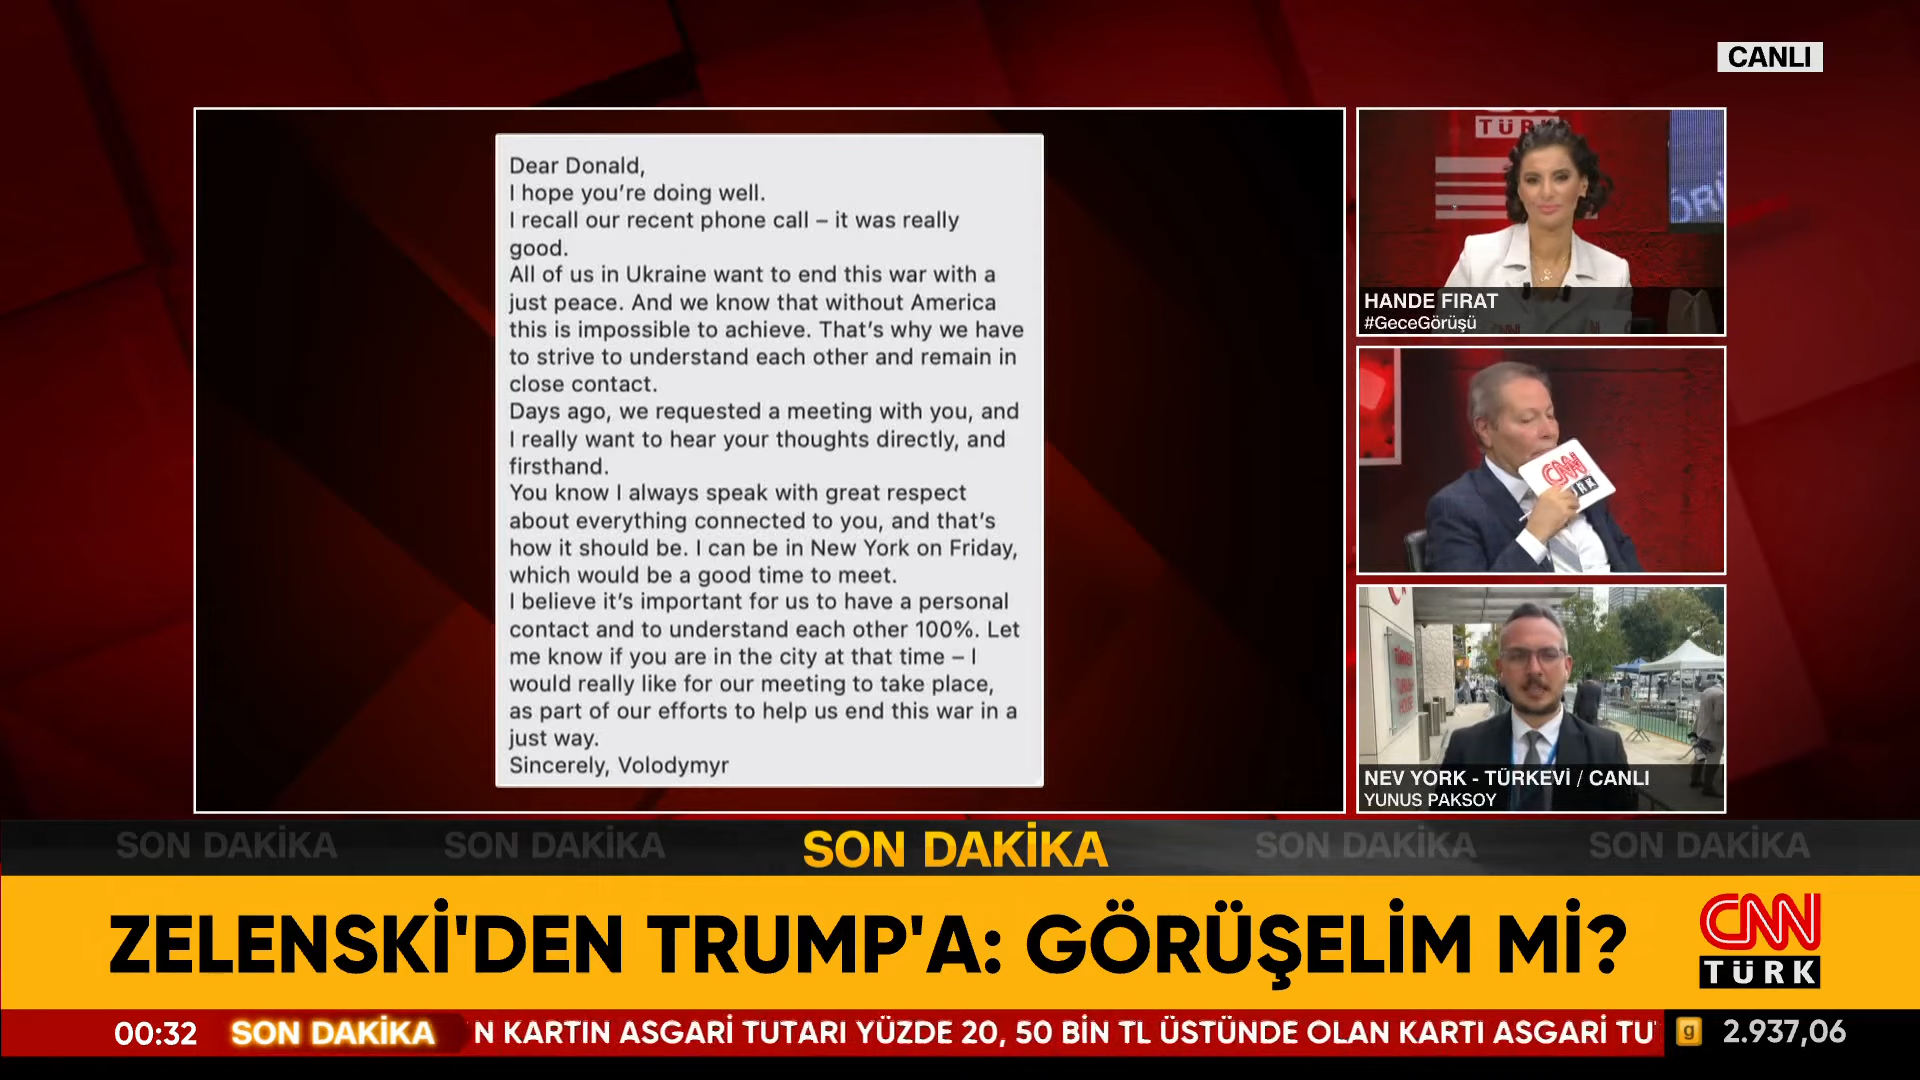 CANLI
Dear Donald,
I hope you're doing well.
I recall our recent phone call – it was really
good.
All of us in Ukraine want to end this war with a
just peace. And we know that without America
this is impossible to achieve. That's why we have
to strive to understand each other and remain in
close contact.
Days ago, we requested a meeting with you, and
I really want to hear your thoughts directly, and
firsthand.
You know I always speak with great respect
about everything connected to you, and that's
how it should be. I can be in New York on Friday,
which would be a good time to meet.
I believe it's important for us to have a personal
contact and to understand each other 100%. Let
me know if you are in the city at that time – I
would really like for our meeting to take place,
as part of our efforts to help us end this war in a
just way.
Sincerely, Volodymyr
TÜRK
HANDE FIRAT
#GeceGörüşü
CNN
NEV YORK - TÜRKEVİ / CANLI
YUNUS PAKSOY
SON DAKİKA SON DAKİKA SON DAKİKA SON DAKİKA SON DAKİKA
ZELENSKİ'DEN TRUMP'A: GÖRÜŞELİM Mİ?
CNN
TÜRK
00:32 SON DAKİKA N KARTIN ASGARİ TUTARI YÜZDE 20, 50 BİN TL ÜSTÜNDE OLAN KARTI ASGARİ TU g 2.937,06